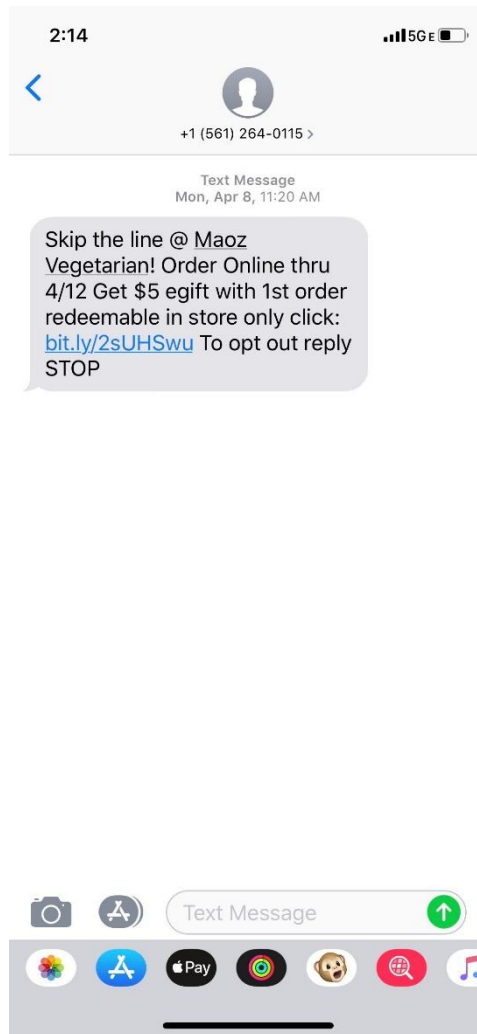 2:14 5GE
+1 (561) 264-0115 >
Text Message
Mon, Apr 8, 11:20 AM
Skip the line @ Maoz
Vegetarian! Order Online thru
4/12 Get $5 egift with 1st order
redeemable in store only click:
bit.ly/2sUHSwu To opt out reply
STOP
Text Message
Pay